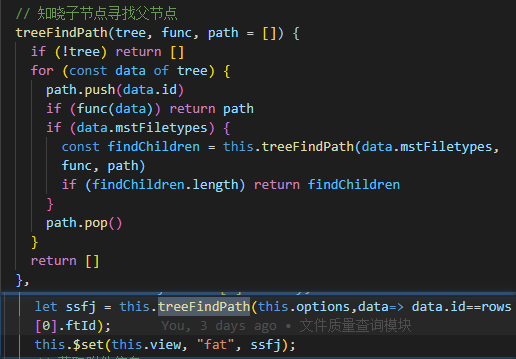 // 知晓子节点寻找父节点
treeFindPath(tree, func, path = []) {
if (!tree) return []
for (const data of tree) {
path.push(data.id)
if (func(data)) return path
if (data.mstFiletypes) {
const findChildren = this.treeFindPath(data.mstFiletypes,
func, path)
if (findChildren.length) return findChildren
}
path.pop()
}
return []
},
let ssfj = this.treeFindPath(this.options,data=> data.id==rows
[0].ftId); You, 3 days ago • 文件质量查询模块
this.$set(this.view, "fat", ssfj);